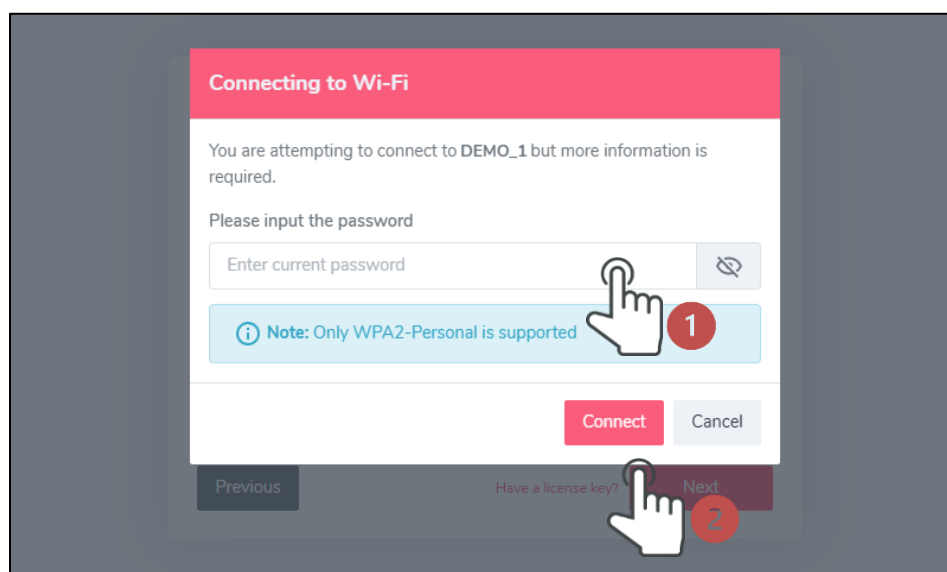 Connecting to Wi-Fi
You are attempting to connect to DEMO_1 but more information is
required.
Please input the password
Enter current password
Note: Only WPA2-Personal is supported
1
Connect Cancel
Previous Have a license key? Next
2